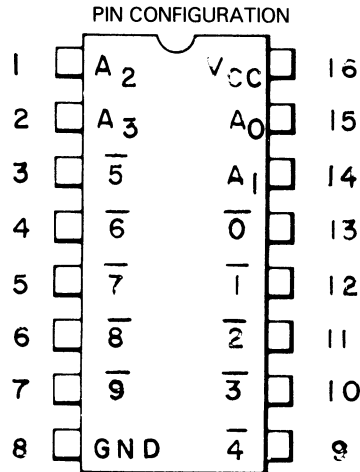 PIN CONFIGURATION
1 A2 VCC 16
2 A3 A0 15
3 5̅ A1 14
4 6̅ 0̅ 13
5 7̅ 1̅ 12
6 8̅ 2̅ 11
7 9̅ 3̅ 10
8 GND 4̅ 9